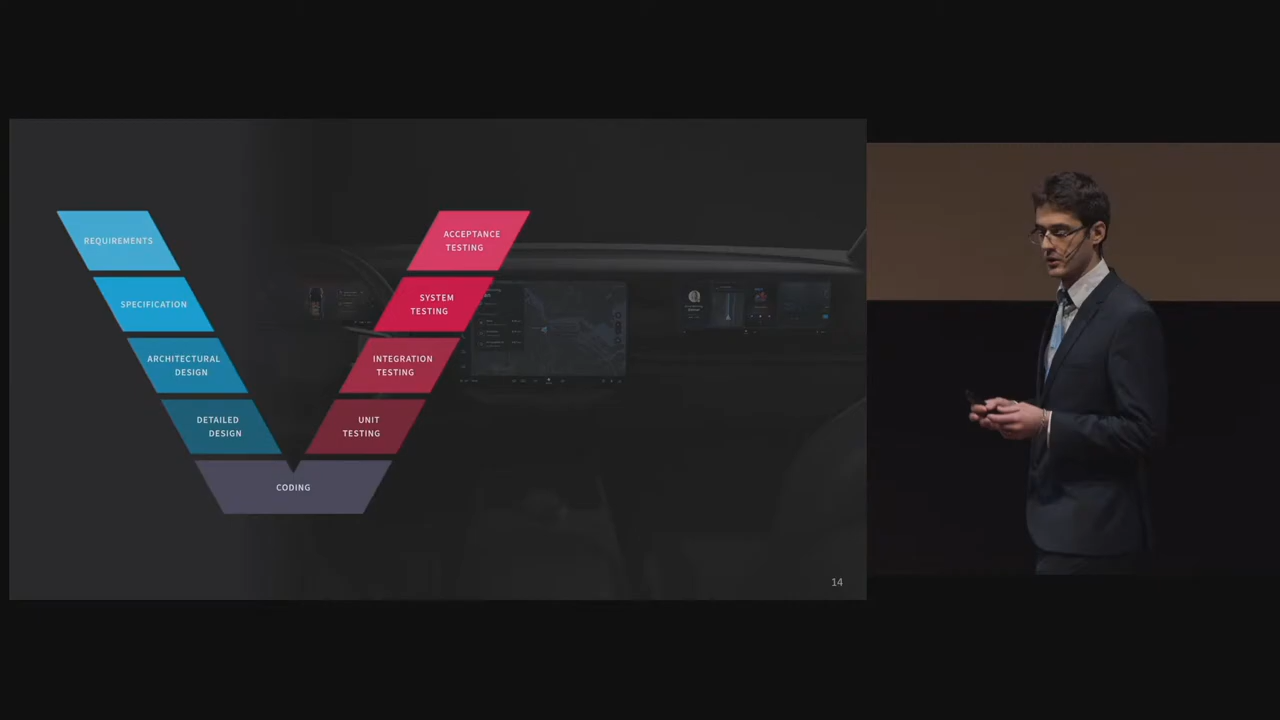 REQUIREMENTS
SPECIFICATION
ARCHITECTURAL
DESIGN
DETAILED
DESIGN
CODING
UNIT
TESTING
INTEGRATION
TESTING
SYSTEM
TESTING
ACCEPTANCE
TESTING
14